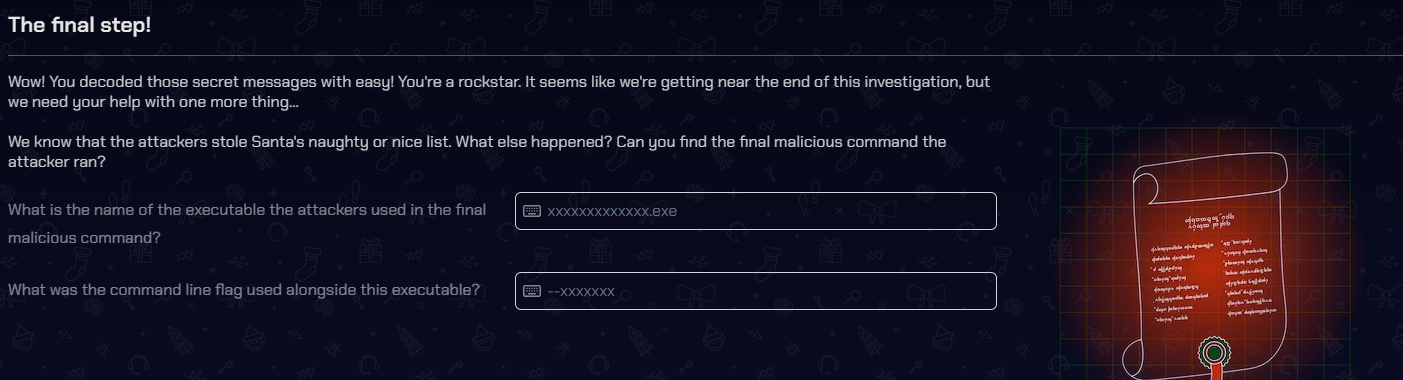 The final step!
Wow! You decoded those secret messages with easy! You're a rockstar. It seems like we're getting near the end of this investigation, but
we need your help with one more thing...
We know that the attackers stole Santa's naughty or nice list. What else happened? Can you find the final malicious command the
attacker ran?
What is the name of the executable the attackers used in the final
malicious command?
xxxxxxxxxxxxx.exe
What was the command line flag used alongside this executable?
--xxxxxxx